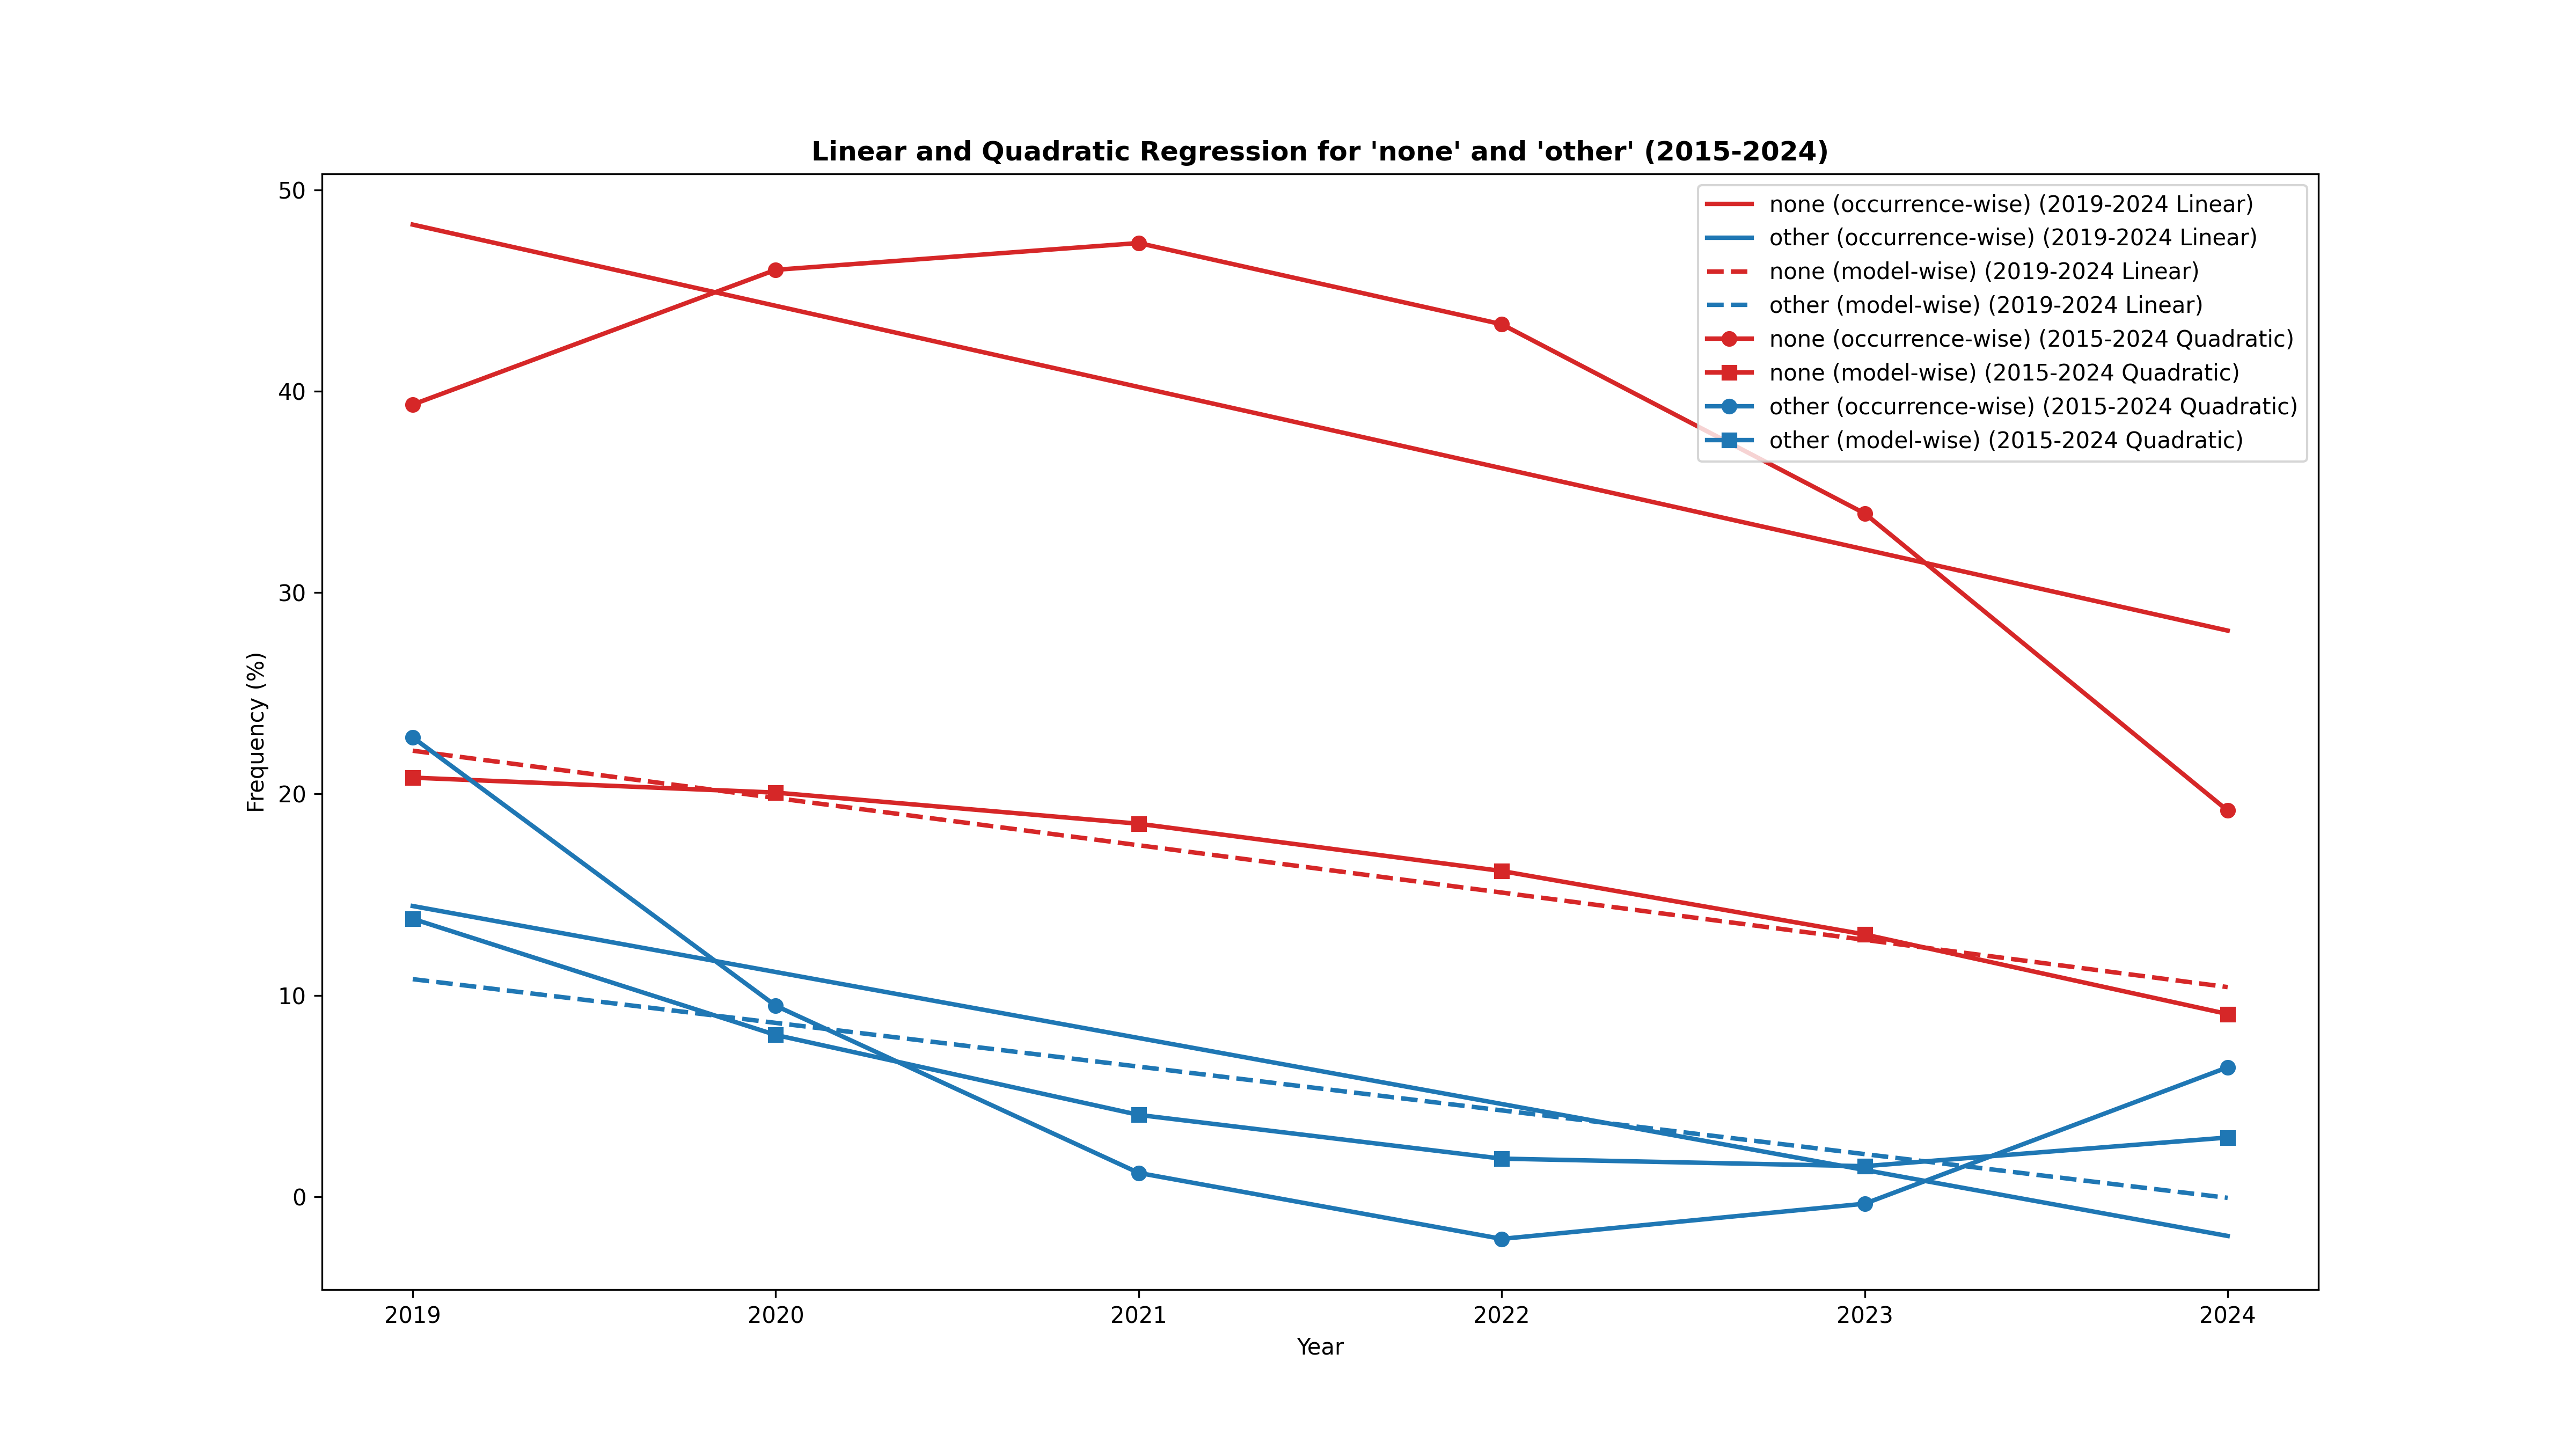 Linear and Quadratic Regression for 'none' and 'other' (2015-2024)
none (occurrence-wise) (2019-2024 Linear)
other (occurrence-wise) (2019-2024 Linear)
none (model-wise) (2019-2024 Linear)
other (model-wise) (2019-2024 Linear)
none (occurrence-wise) (2015-2024 Quadratic)
none (model-wise) (2015-2024 Quadratic)
other (occurrence-wise) (2015-2024 Quadratic)
other (model-wise) (2015-2024 Quadratic)
Frequency (%)
50
40
30
20
10
0
2019 2020 2021 2022 2023 2024
Year